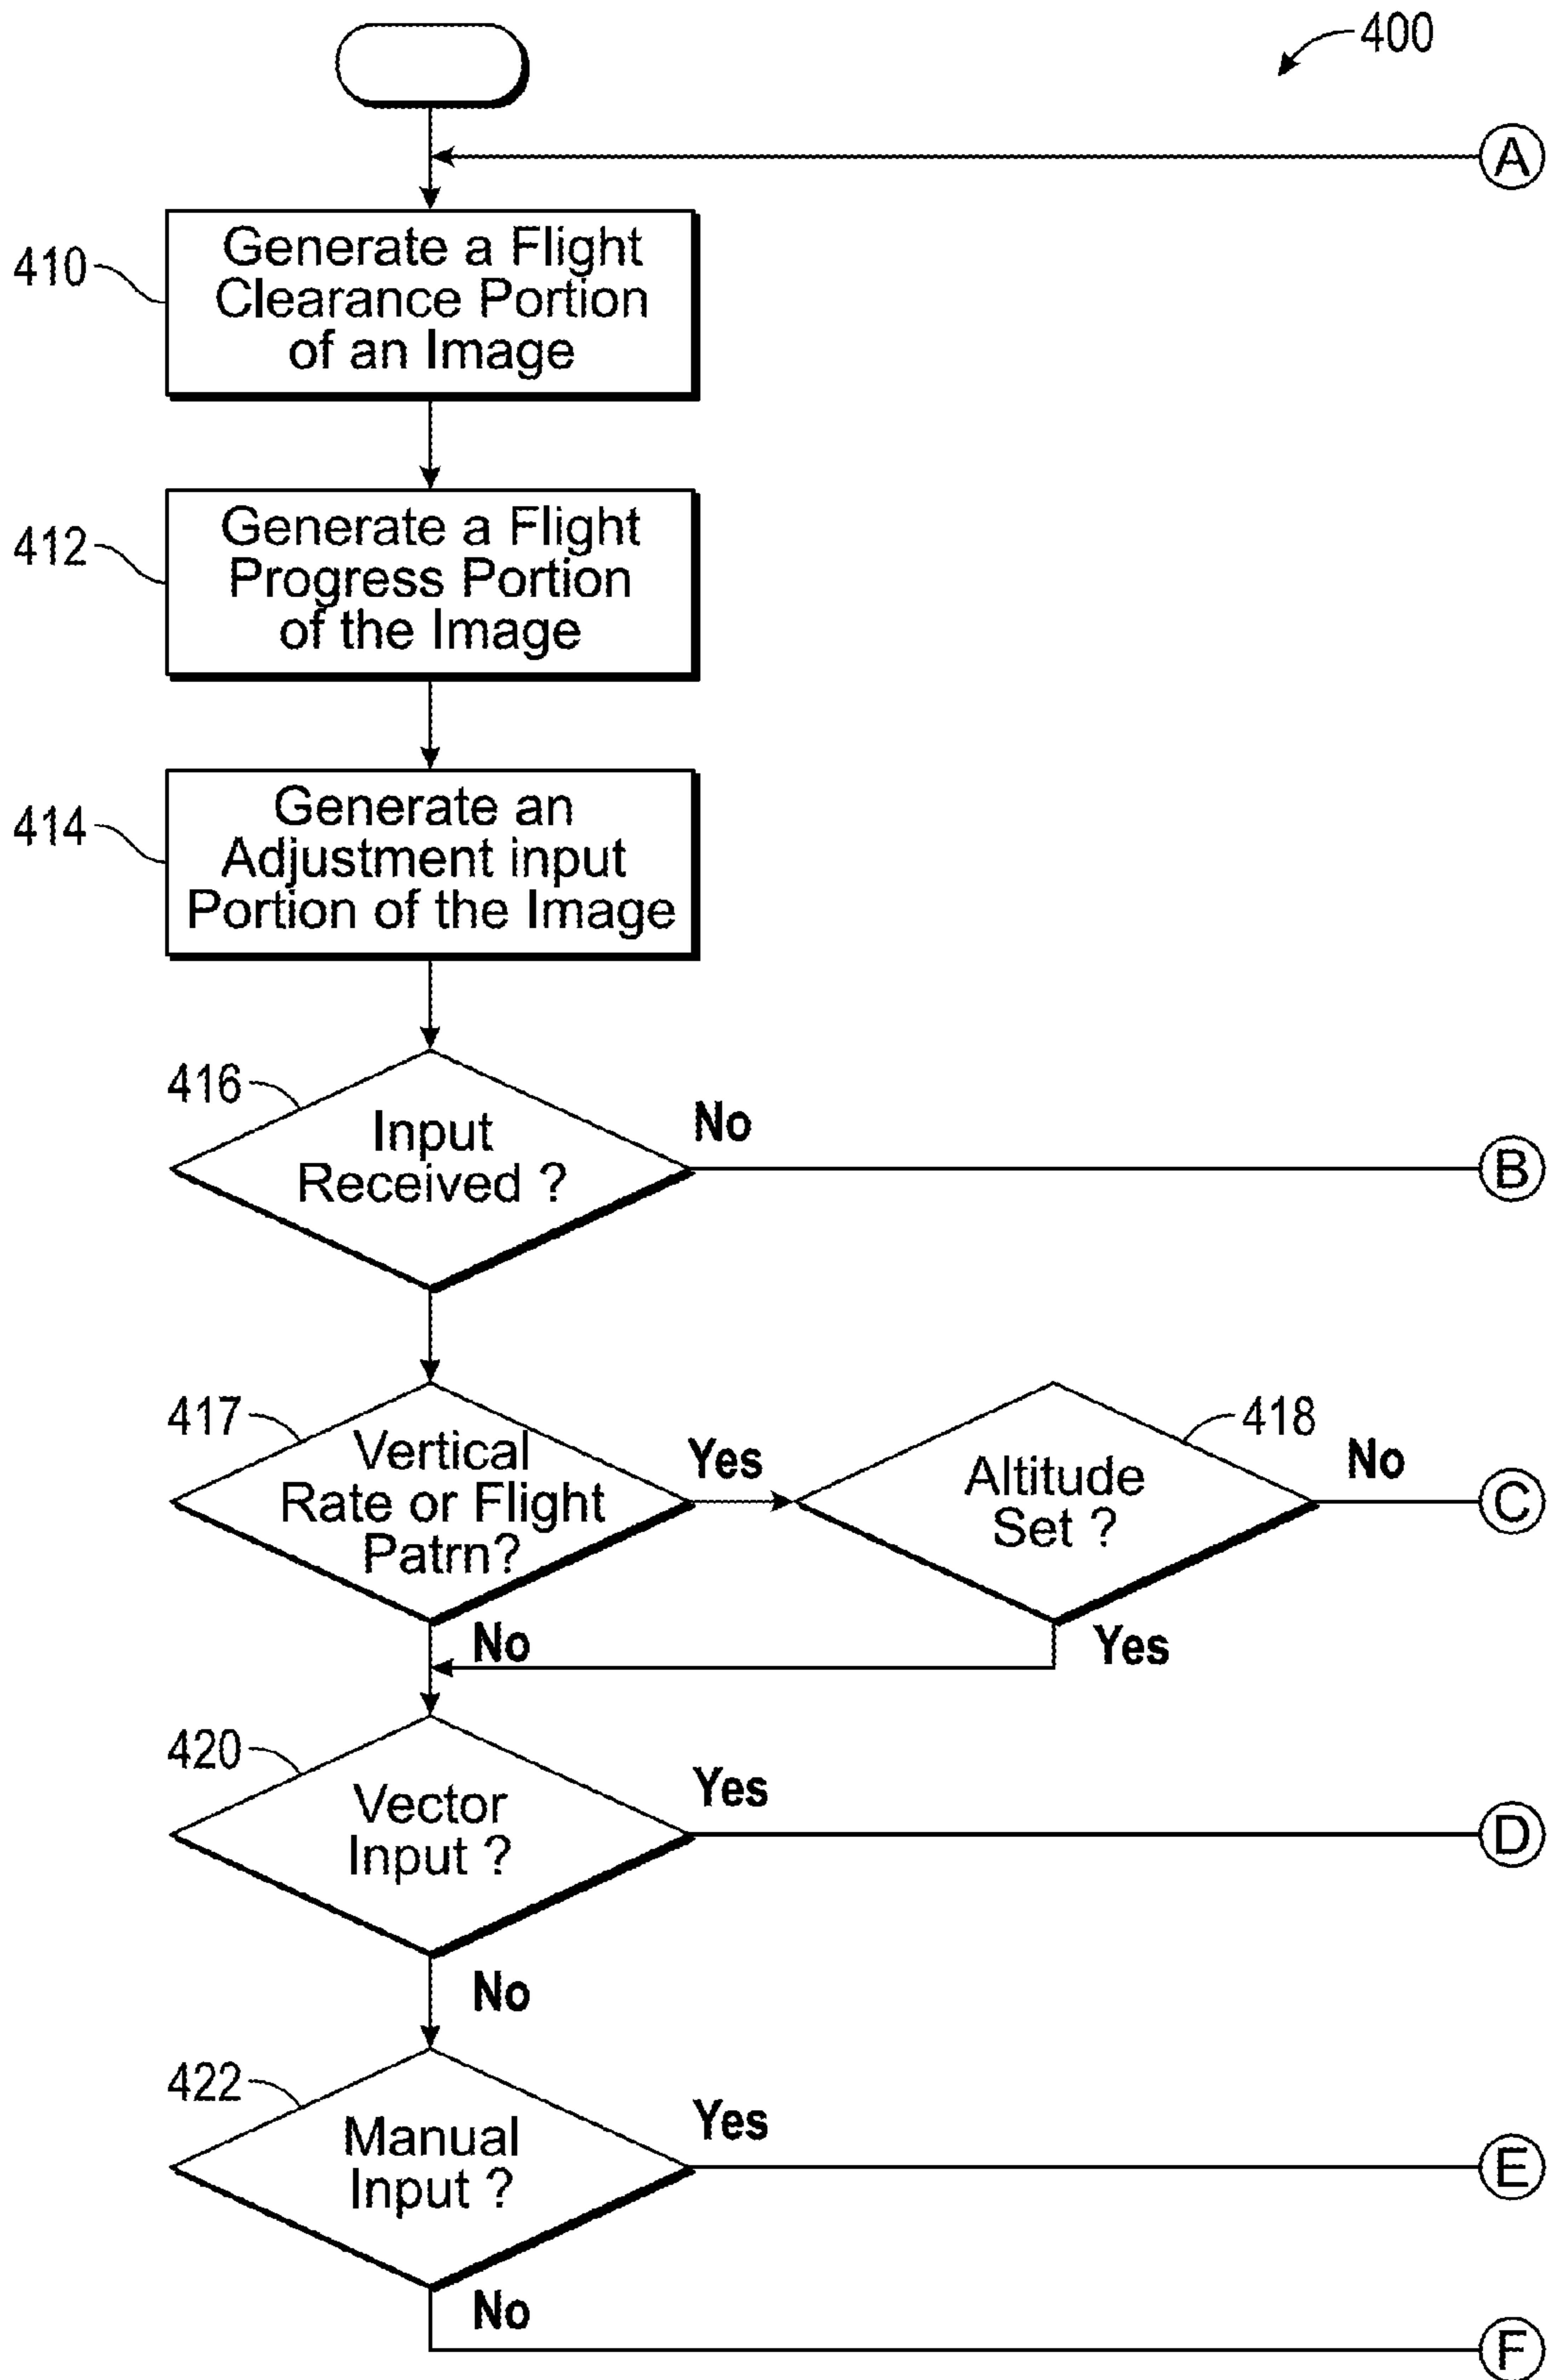 400
A
410
Generate a Flight
Clearance Portion
of an Image
412
Generate a Flight
Progress Portion
of the Image
414
Generate an
Adjustment input
Portion of the Image
416
Input
Received ?
No
B
417
Vertical
Rate or Flight
Patrn?
Yes
418
Altitude
Set ?
No
C
No
Yes
420
Vector
Input ?
Yes
D
No
422
Manual
Input ?
Yes
E
No
F